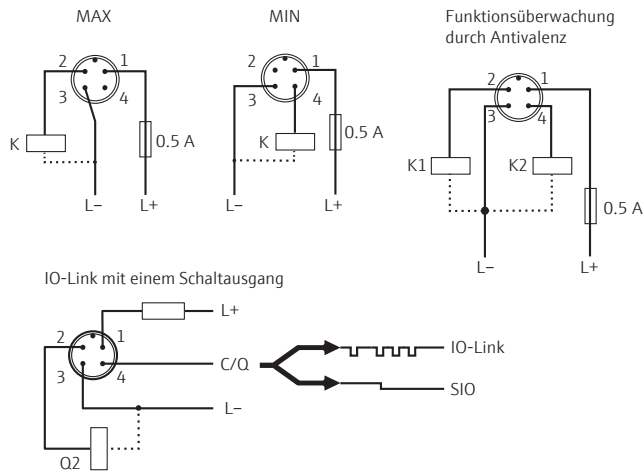 MAX
2 1
3 4
K
0.5 A
L– L+
MIN
2 1
3 4
K
0.5 A
L– L+
Funktionsüberwachung
durch Antivalenz
2 1
3 4
K1 K2
0.5 A
L– L+
IO-Link mit einem Schaltausgang
L+
2 1
3 4
C/Q
IO-Link
SIO
L–
Q2